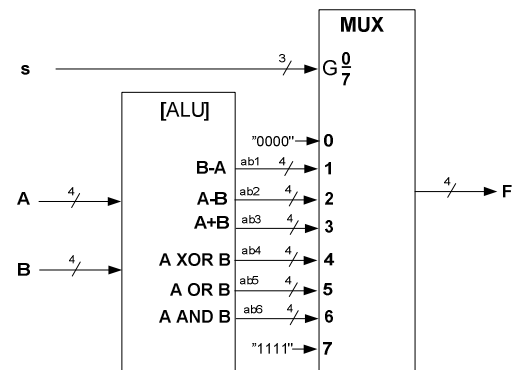 MUX
s 3 G 0/7
[ALU]
"0000" 0
B-A ab1 4 1
A 4 A-B ab2 4 2 4 F
A+B ab3 4 3
B 4 A XOR B ab4 4 4
A OR B ab5 4 5
A AND B ab6 4 6
"1111" 7